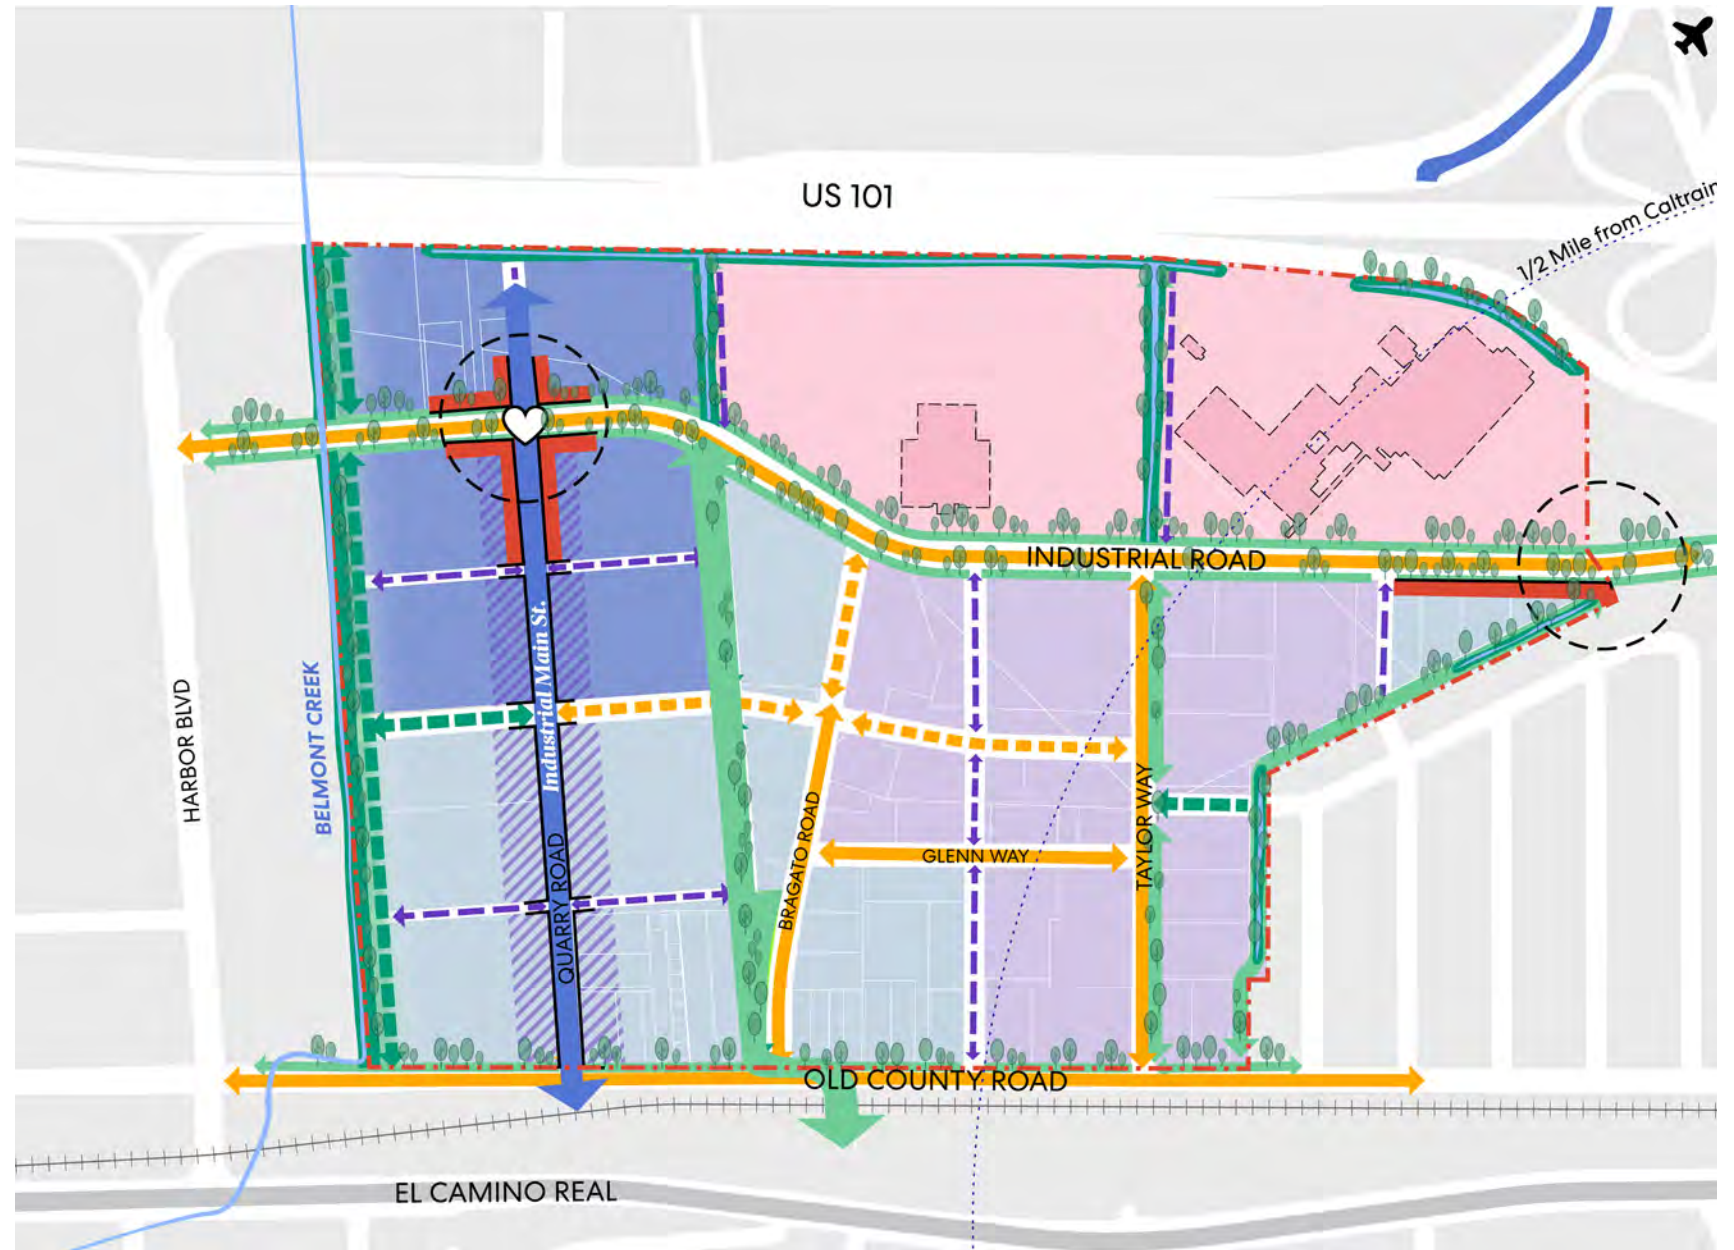 US 101
1/2 Mile from Caltrain
INDUSTRIAL ROAD
Industrial Main St.
HARBOR BLVD
BELMONT CREEK
QUARRY ROAD
BRAGATO ROAD
GLENN WAY
TAYLOR WAY
OLD COUNTY ROAD
EL CAMINO REAL